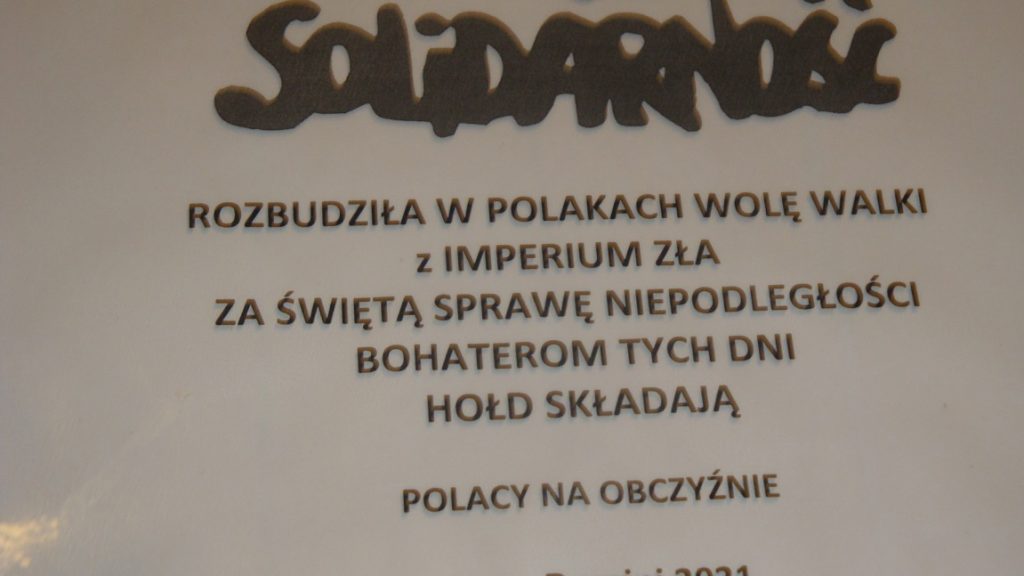 SOLIDARNOŚĆ
ROZBUDZIŁA W POLAKACH WOLĘ WALKI
z IMPERIUM ZŁA
ZA ŚWIĘTĄ SPRAWĘ NIEPODLEGŁOŚCI
BOHATEROM TYCH DNI
HOŁD SKŁADAJĄ
POLACY NA OBCZYŹNIE
2021